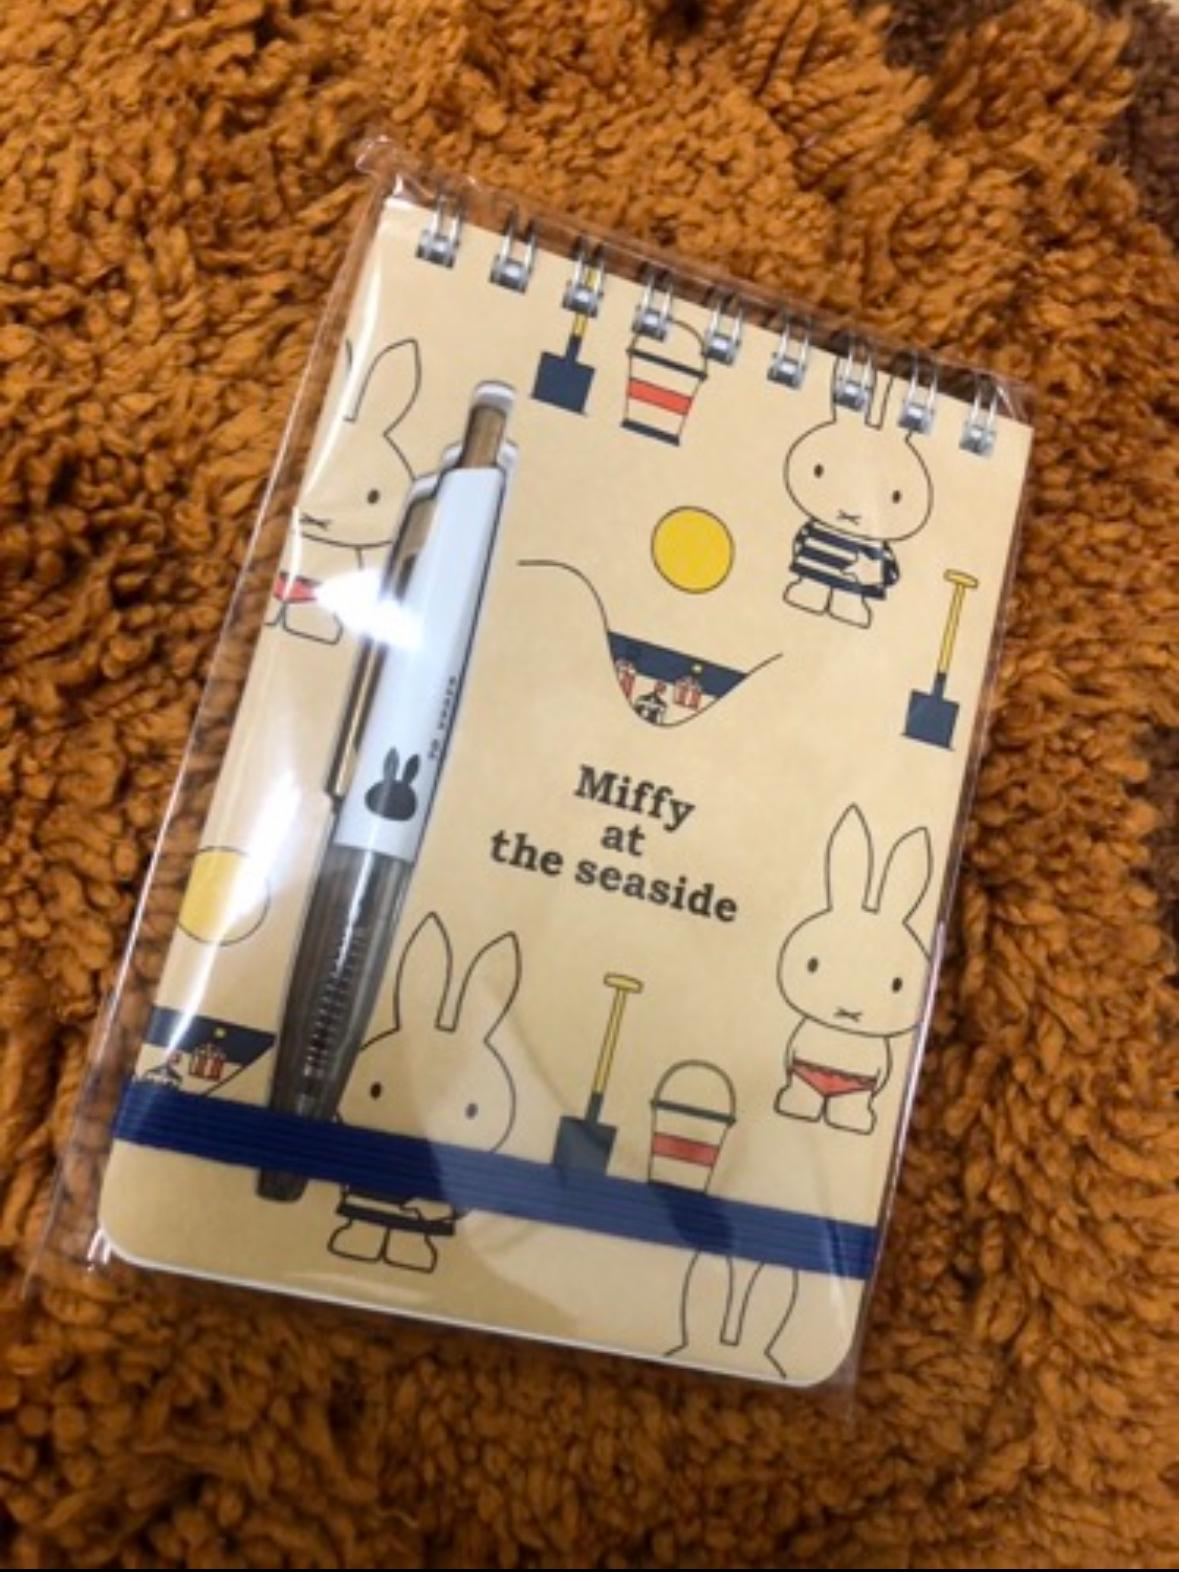 Miffy
at
the seaside